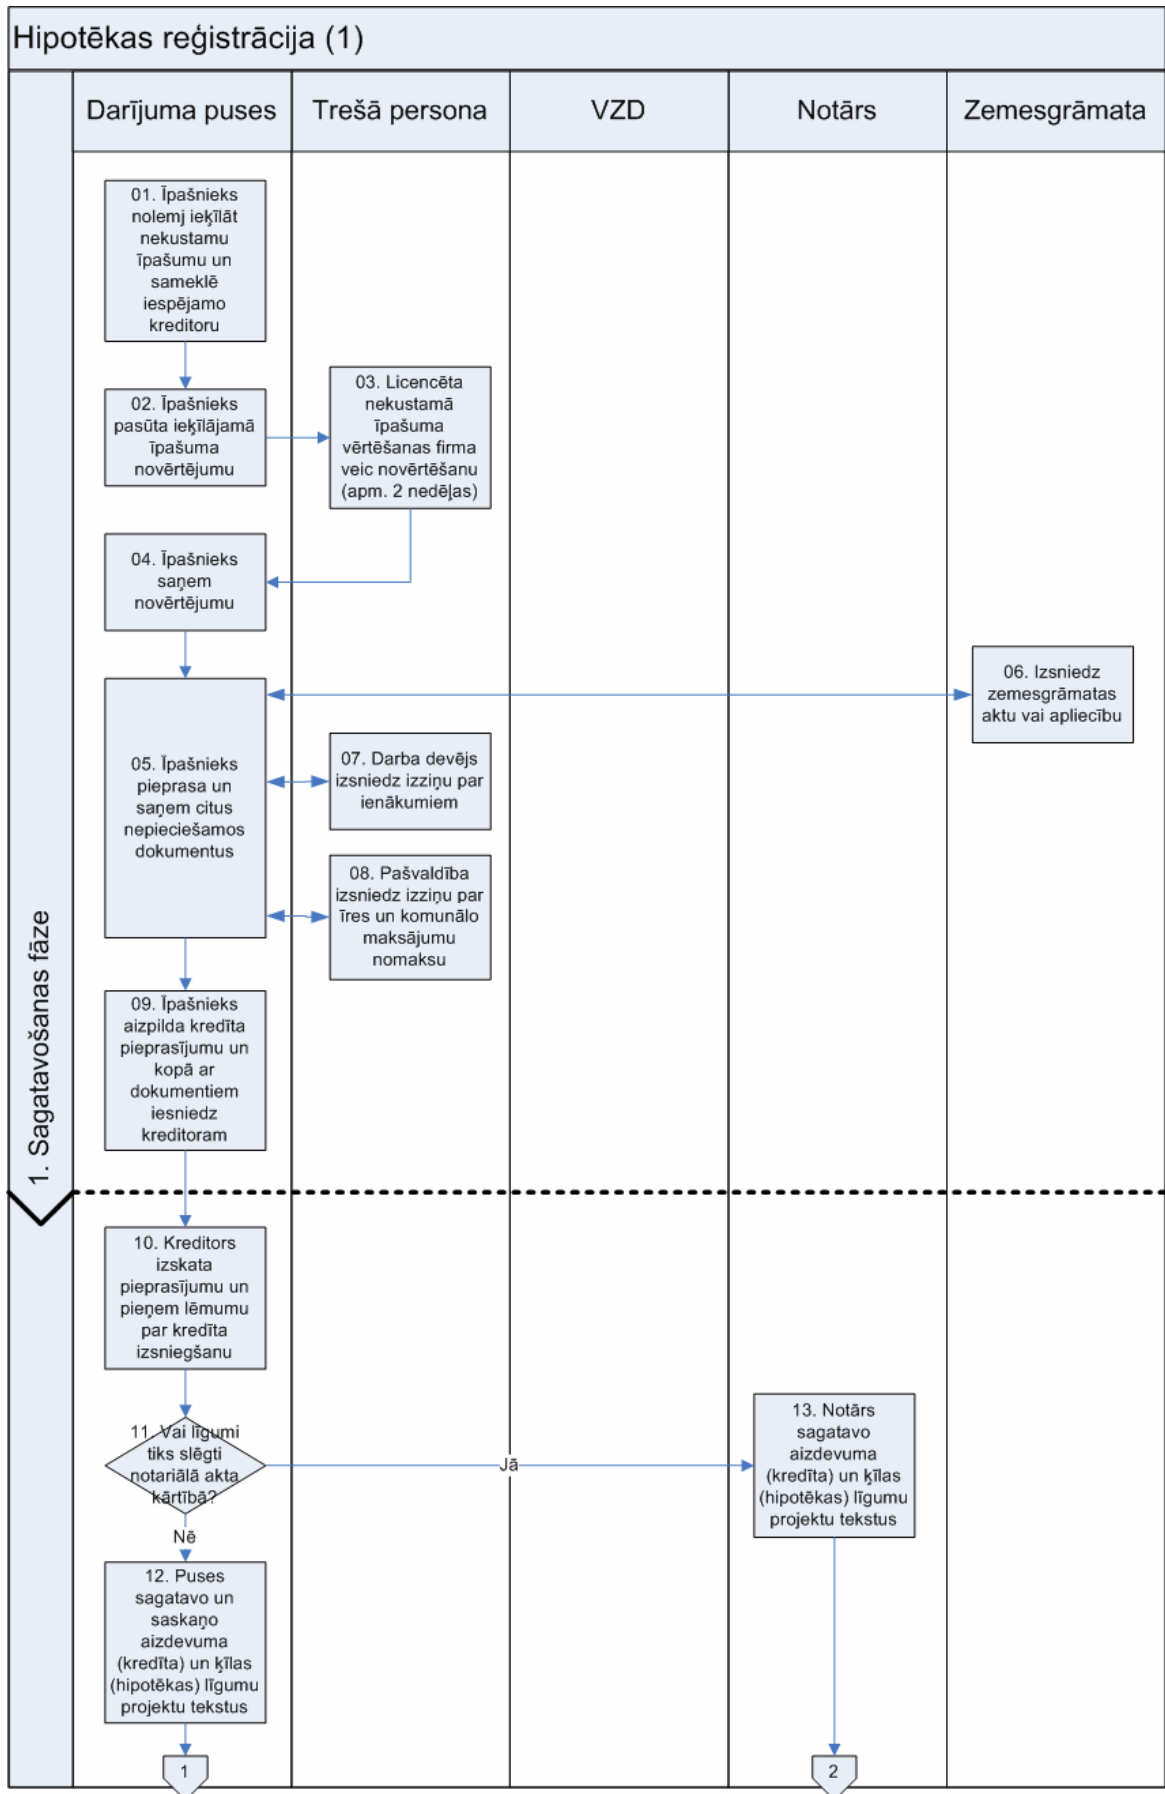 Hipotēkas reģistrācija (1)
Darījuma puses
Trešā persona
VZD
Notārs
Zemesgrāmata
1. Sagatavošanas fāze
01. Īpašnieks
nolemj ieķīlāt
nekustamu
īpašumu un
sameklē
iespējamo
kreditoru
02. Īpašnieks
pasūta ieķīlājamā
īpašuma
novērtējumu
03. Licencēta
nekustamā
īpašuma
vērtēšanas firma
veic novērtēšanu
(apm. 2 nedēļas)
04. Īpašnieks
saņem
novērtējumu
05. Īpašnieks
pieprasa un
saņem citus
nepieciešamos
dokumentus
06. Izsniedz
zemesgrāmatas
aktu vai apliecību
07. Darba devējs
izsniedz izziņu par
ienākumiem
08. Pašvaldība
izsniedz izziņu par
īres un komunālo
maksājumu
nomaksu
09. Īpašnieks
aizpilda kredīta
pieprasījumu un
kopā ar
dokumentiem
iesniedz
kreditoram
10. Kreditors
izskata
pieprasījumu un
pieņem lēmumu
par kredīta
izsniegšanu
11. Vai līgumi
tiks slēgti
notariālā akta
kārtībā?
Jā
Nē
12. Puses
sagatavo un
saskaņo
aizdevuma
(kredīta) un ķīlas
(hipotēkas) līgumu
projektu tekstus
13. Notārs
sagatavo
aizdevuma
(kredīta) un ķīlas
(hipotēkas) līgumu
projektu tekstus
1
2